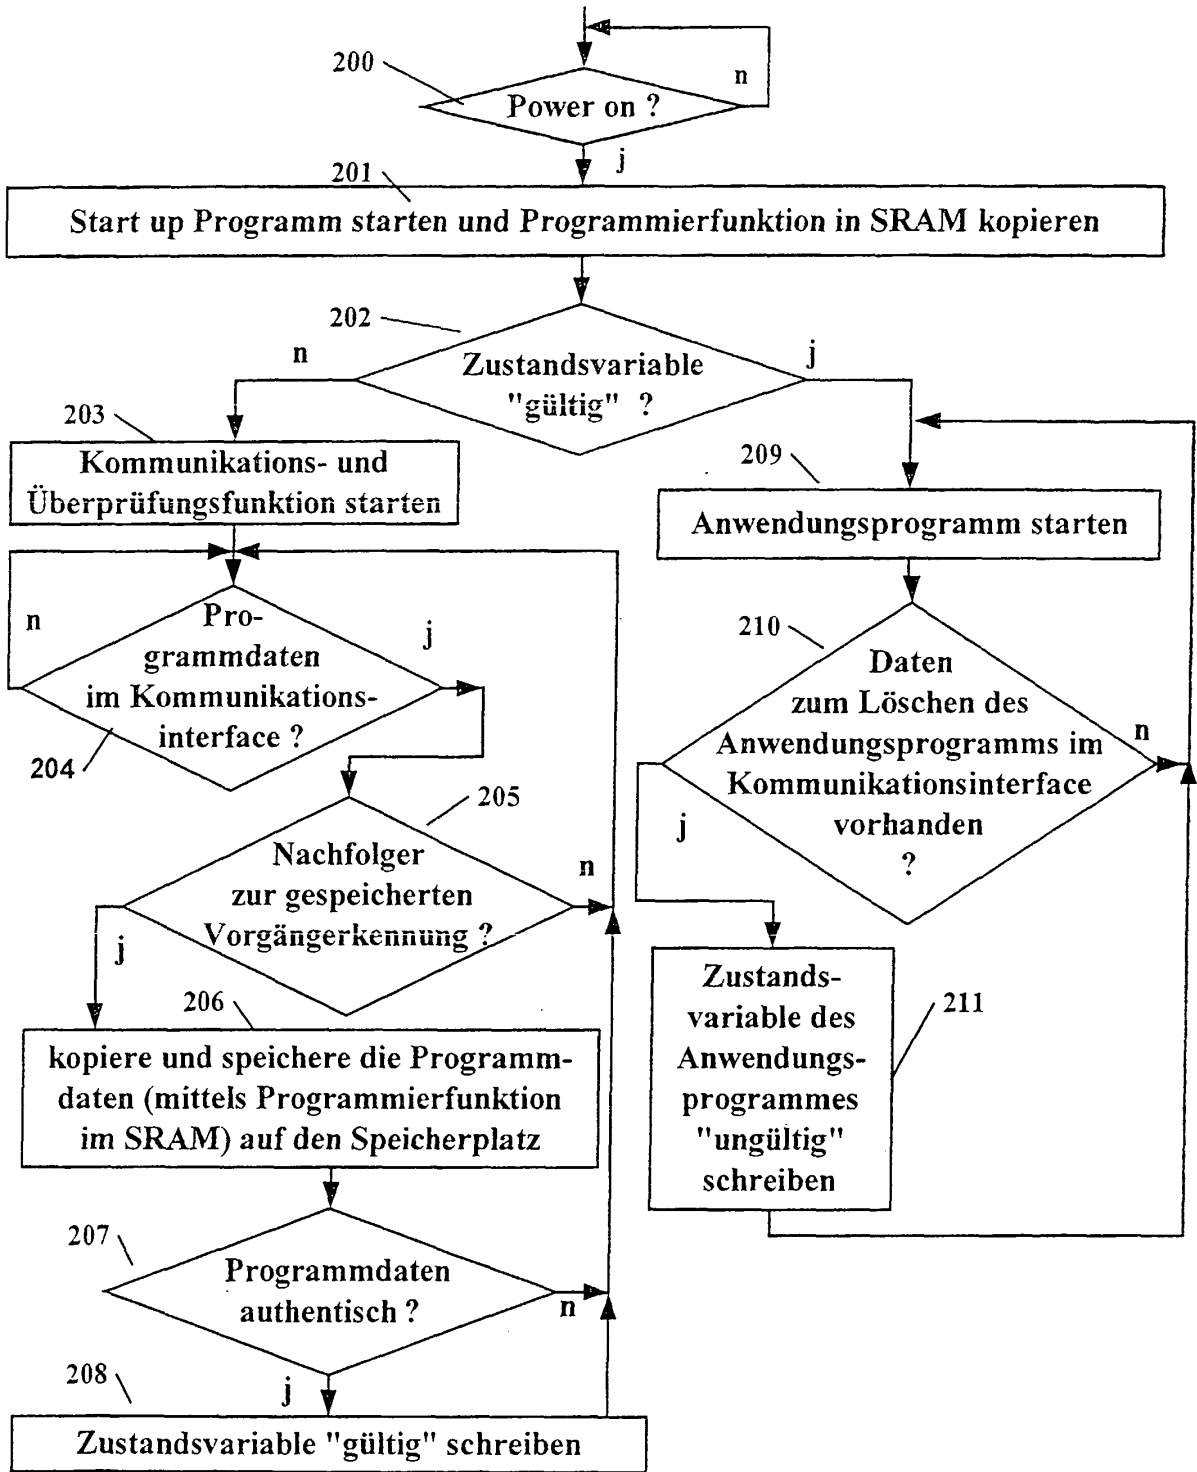 200
n
Power on ?
j
201
Start up Programm starten und Programmierfunktion in SRAM kopieren
202
n
j
Zustandsvariable
"gültig" ?
203
Kommunikations- und
Überprüfungsfunktion starten
209
Anwendungsprogramm starten
n
j
Pro-
grammdaten
im Kommunikations-
interface ?
204
210
Daten
zum Löschen des
Anwendungsprogramms im
Kommunikationsinterface
vorhanden
?
n
j
205
Nachfolger
zur gespeicherten
Vorgängerkennung ?
n
j
206
kopiere und speichere die Programm-
daten (mittels Programmierfunktion
im SRAM) auf den Speicherplatz
Zustands-
variable des
Anwendungs-
programmes
"ungültig"
schreiben
211
207
Programmdaten
authentisch ?
n
j
208
Zustandsvariable "gültig" schreiben